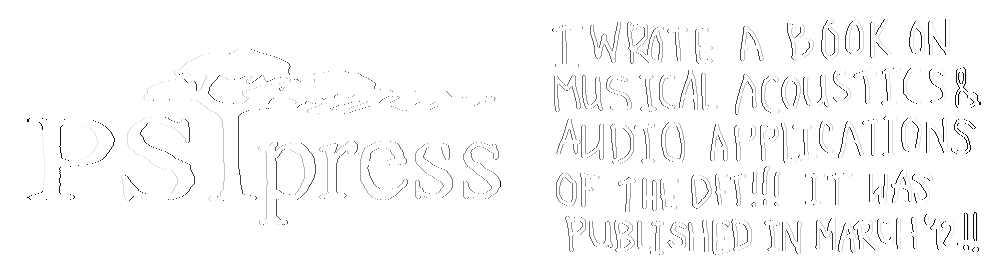 PSIpress
I WROTE A BOOK ON
MUSICAL ACOUSTICS &
AUDIO APPLICATIONS
OF THE DFT!!! IT WAS
PUBLISHED IN MARCH '12!!